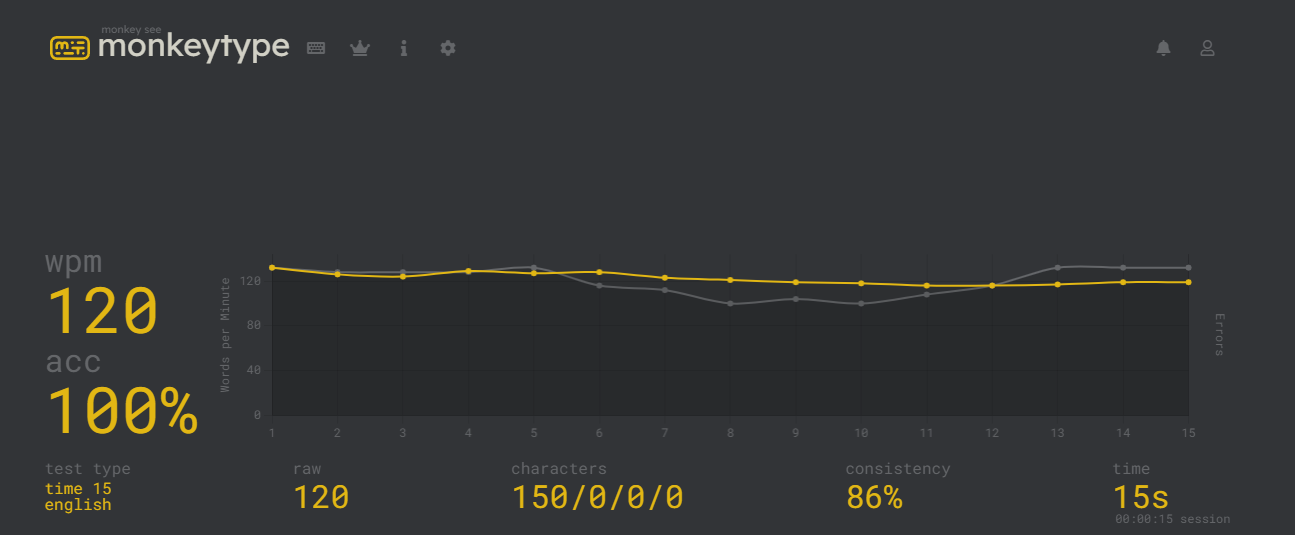 monkey see
monkeytype
wpm
120
acc
100%
Words per Minute
120
80
40
0
1 2 3 4 5 6 7 8 9 10 11 12 13 14 15
Errors
test type
time 15
english
raw
120
characters
150/0/0/0
consistency
86%
time
15s
00:00:15 session